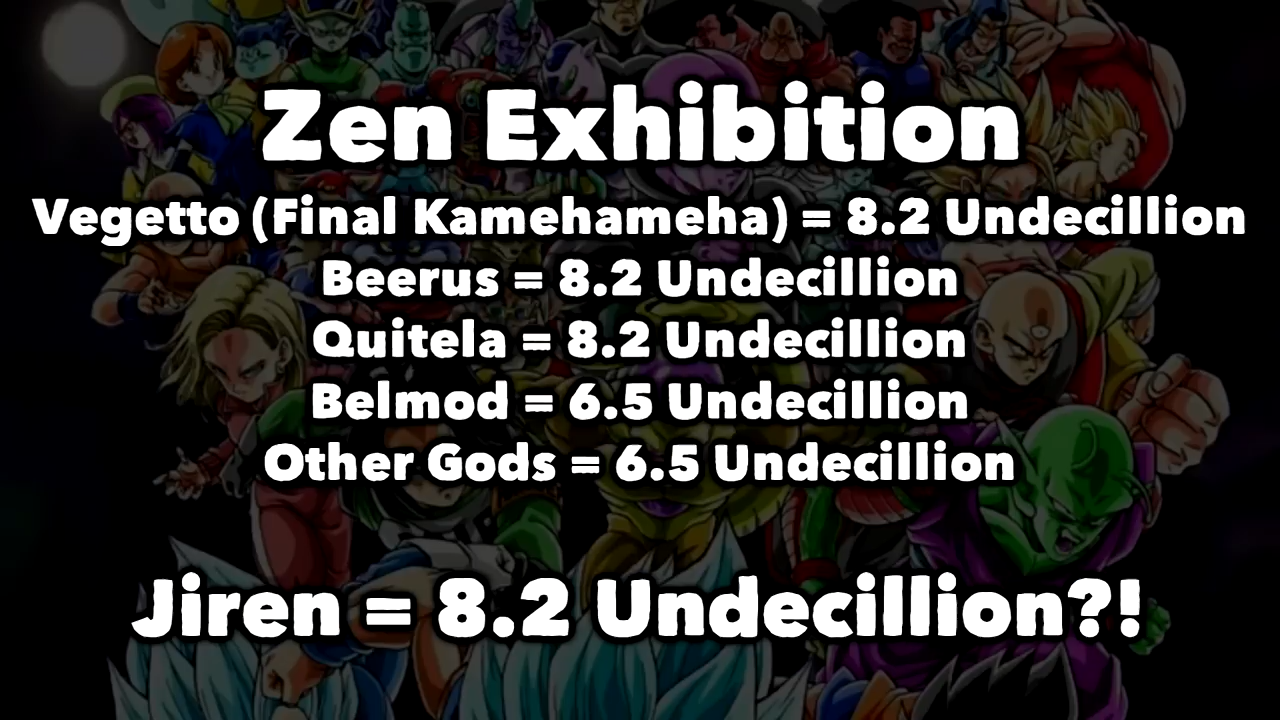 Zen Exhibition
Vegetto (Final Kamehameha) = 8.2 Undecillion
Beerus = 8.2 Undecillion
Quitela = 8.2 Undecillion
Belmod = 6.5 Undecillion
Other Gods = 6.5 Undecillion
Jiren = 8.2 Undecillion?!